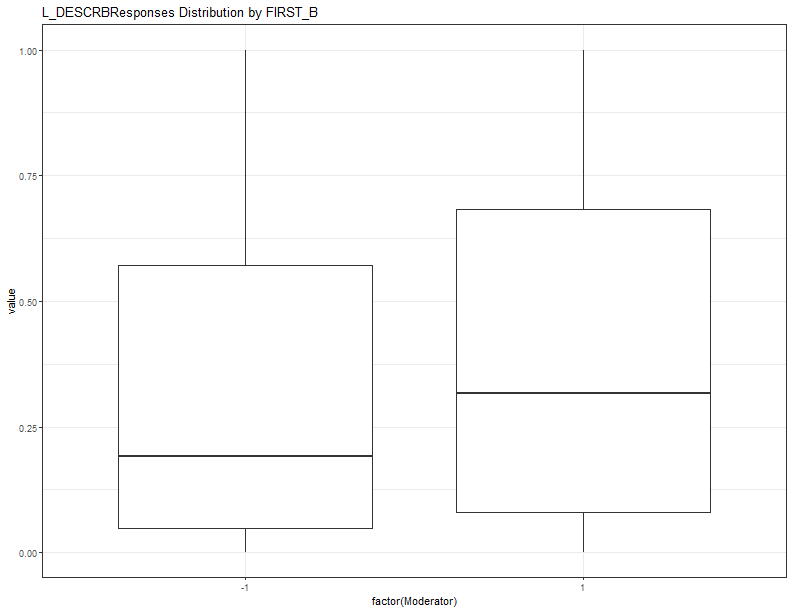 L_DESCRBResponses Distribution by FIRST_B
1.00
0.75
0.50
0.25
0.00
value
-1 1
factor(Moderator)